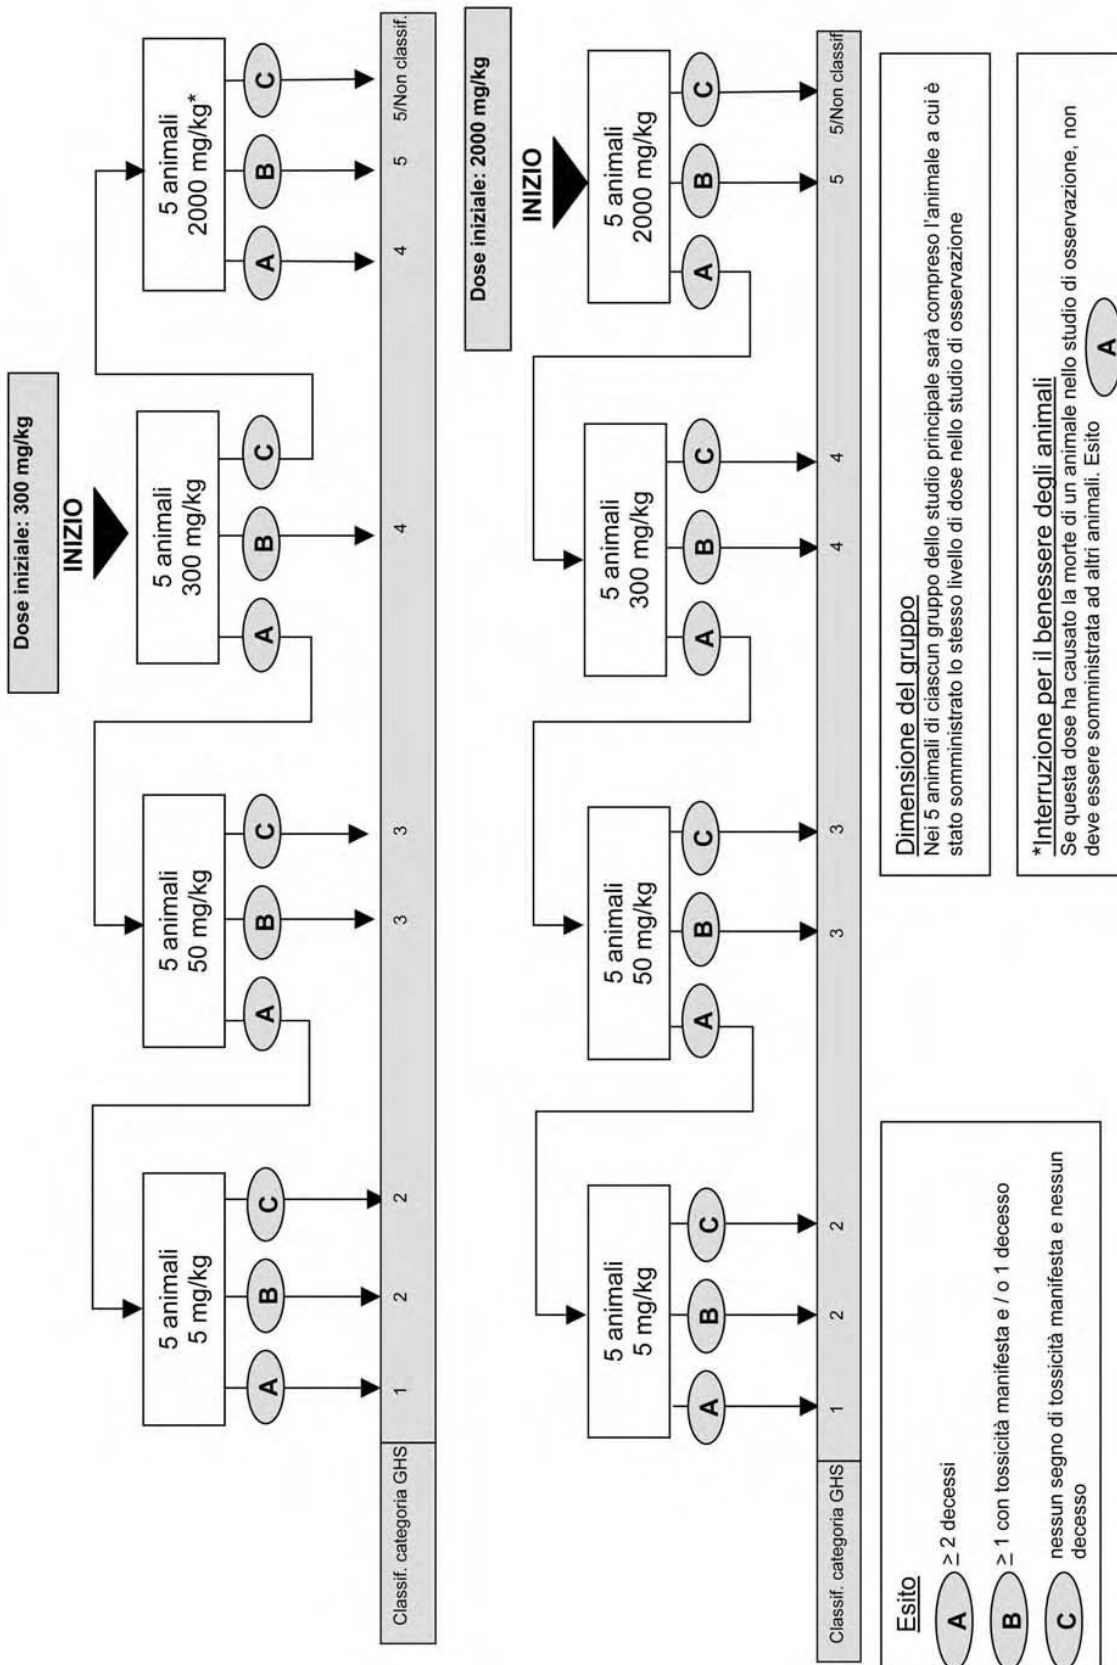 Dose iniziale: 300 mg/kg
INIZIO
5 animali
5 mg/kg
5 animali
50 mg/kg
5 animali
300 mg/kg
5 animali
2000 mg/kg*
A
B
C
A
B
C
A
B
C
A
B
C
Classif. categoria GHS
1
2
2
3
3
4
4
5
5/Non classif.
Dose iniziale: 2000 mg/kg
INIZIO
5 animali
5 mg/kg
5 animali
50 mg/kg
5 animali
300 mg/kg
5 animali
2000 mg/kg
A
B
C
A
B
C
A
B
C
A
B
C
Classif. categoria GHS
1
2
2
3
3
4
4
5
5/Non classif.
Esito
A ≥ 2 decessi
B ≥ 1 con tossicità manifesta e / o 1 decesso
C nessun segno di tossicità manifesta e nessun
decesso
Dimensione del gruppo
Nei 5 animali di ciascun gruppo dello studio principale sarà compreso l'animale a cui è
stato somministrato lo stesso livello di dose nello studio di osservazione
*Interruzione per il benessere degli animali
Se questa dose ha causato la morte di un animale nello studio di osservazione, non
deve essere somministrata ad altri animali. Esito A